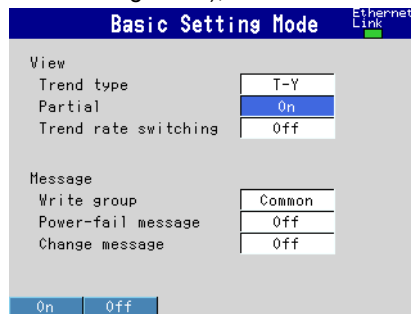 Basic Setting Mode
Ethernet
Link
View
Trend type T-Y
Partial On
Trend rate switching Off
Message
Write group Common
Power-fail message Off
Change message Off
On Off